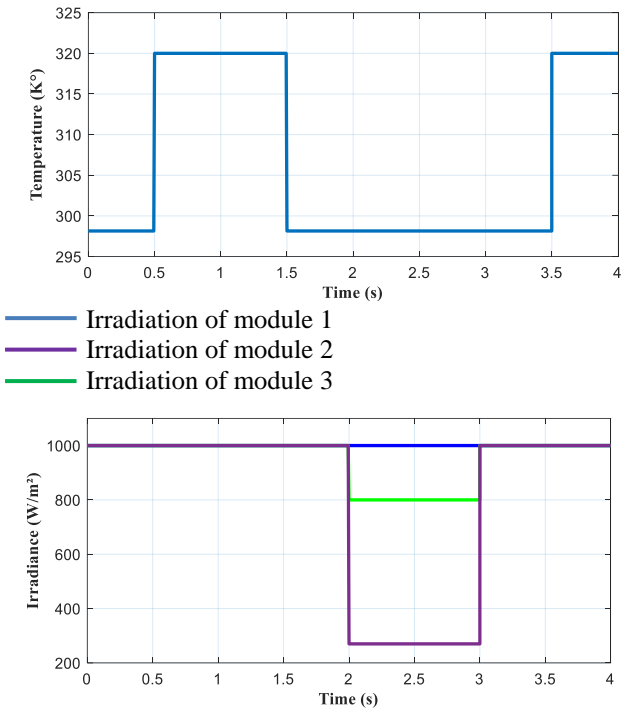 325
320
315
310
305
300
295
Temperature (K°)
0 0.5 1 1.5 2 2.5 3 3.5 4
Time (s)
Irradiation of module 1
Irradiation of module 2
Irradiation of module 3
1000
800
600
400
200
Irradiance (W/m²)
0 0.5 1 1.5 2 2.5 3 3.5 4
Time (s)